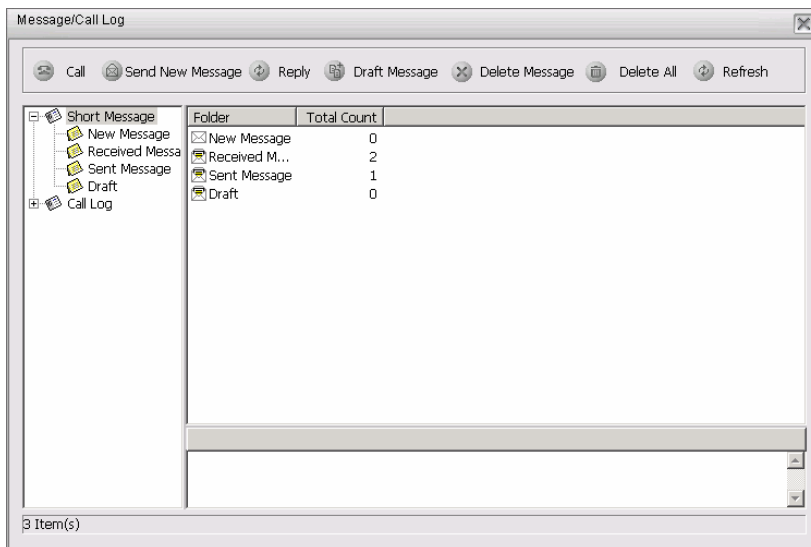 Message/Call Log
Call Send New Message Reply Draft Message Delete Message Delete All Refresh
Short Message
New Message
Received Messa
Sent Message
Draft
Call Log
Folder Total Count
New Message 0
Received M... 2
Sent Message 1
Draft 0
3 Item(s)